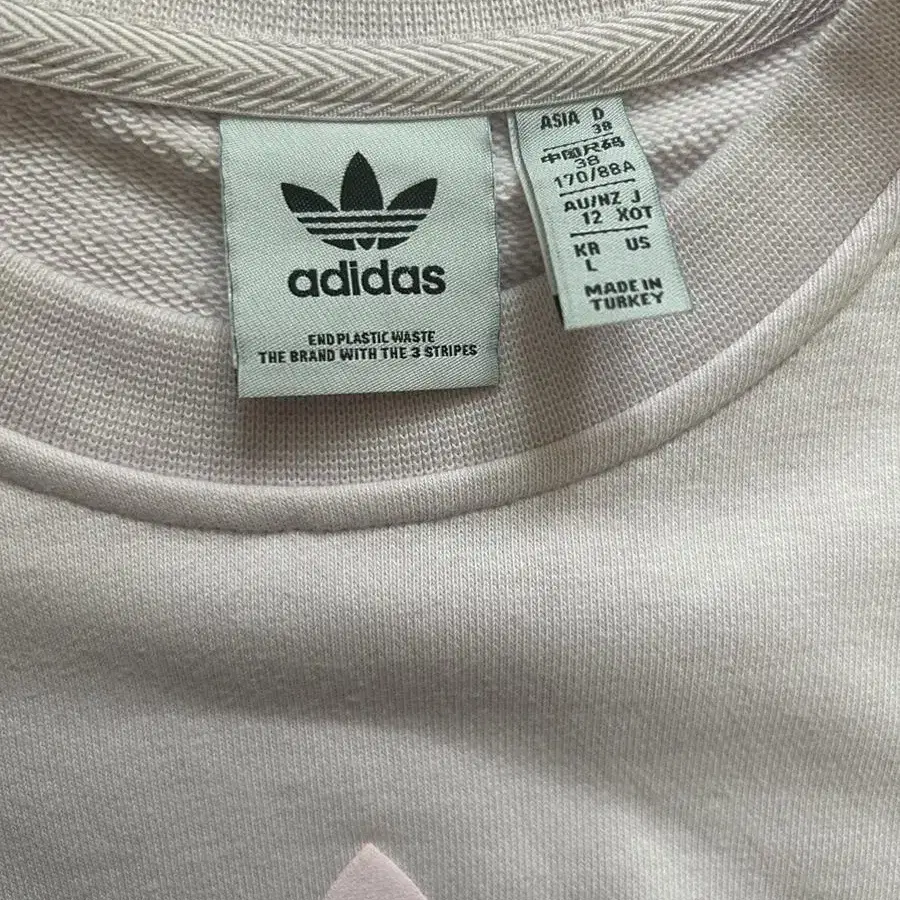 adidas
END PLASTIC WASTE
THE BRAND WITH THE 3 STRIPES
ASIA D
38
中国尺码
38
170/88A
AU/NZ J
12 XOT
KR US
L
MADE IN
TURKEY